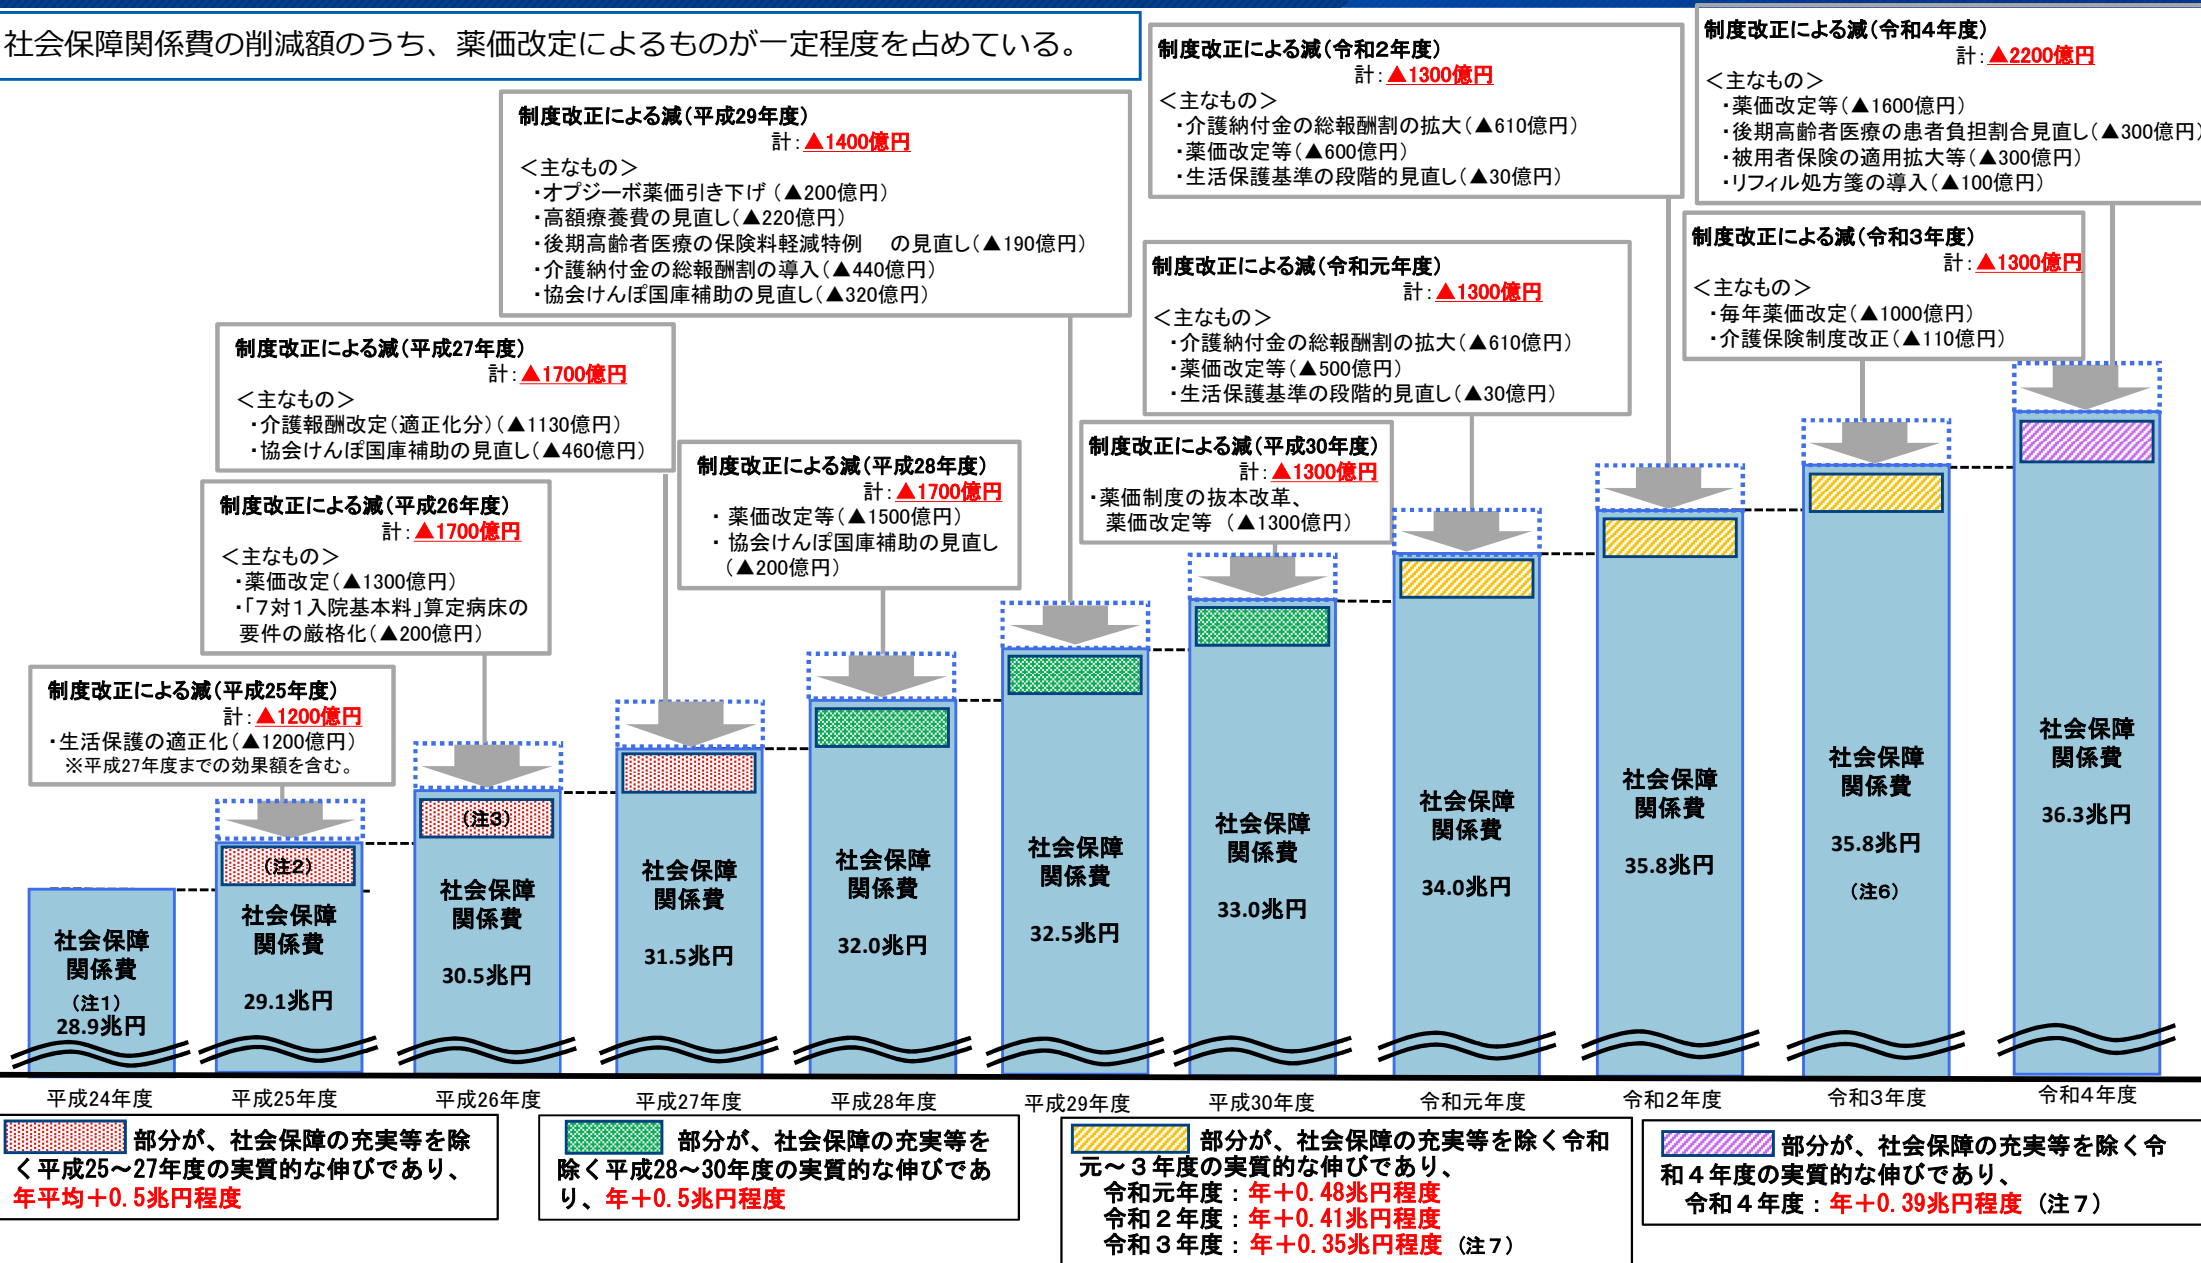 社会保障関係費の削減額のうち、薬価改定によるものが一定程度を占めている。
制度改正による減(平成25年度)
計:▲1200億円
・生活保護の適正化(▲1200億円)
※平成27年度までの効果額を含む。
制度改正による減(平成26年度)
計:▲1700億円
<主なもの>
・薬価改定(▲1300億円)
・「7対1入院基本料」算定病床の
要件の厳格化(▲200億円)
制度改正による減(平成27年度)
計:▲1700億円
<主なもの>
・介護報酬改定(適正化分)(▲1130億円)
・協会けんぽ国庫補助の見直し(▲460億円)
制度改正による減(平成28年度)
計:▲1700億円
・ 薬価改定等(▲1500億円)
・ 協会けんぽ国庫補助の見直し
(▲200億円)
制度改正による減(平成29年度)
計:▲1400億円
<主なもの>
・オプジーボ薬価引き下げ (▲200億円)
・高額療養費の見直し(▲220億円)
・後期高齢者医療の保険料軽減特例 の見直し(▲190億円)
・介護納付金の総報酬割の導入(▲440億円)
・協会けんぽ国庫補助の見直し(▲320億円)
制度改正による減(平成30年度)
計:▲1300億円
・薬価制度の抜本改革、
薬価改定等 (▲1300億円)
制度改正による減(令和元年度)
計:▲1300億円
<主なもの>
・介護納付金の総報酬割の拡大(▲610億円)
・薬価改定等(▲500億円)
・生活保護基準の段階的見直し(▲30億円)
制度改正による減(令和2年度)
計:▲1300億円
<主なもの>
・介護納付金の総報酬割の拡大(▲610億円)
・薬価改定等(▲600億円)
・生活保護基準の段階的見直し(▲30億円)
制度改正による減(令和3年度)
計:▲1300億円
<主なもの>
・毎年薬価改定(▲1000億円)
・介護保険制度改正(▲110億円)
制度改正による減(令和4年度)
計:▲2200億円
<主なもの>
・薬価改定等(▲1600億円)
・後期高齢者医療の患者負担割合見直し(▲300億円)
・被用者保険の適用拡大等(▲300億円)
・リフィル処方箋の導入(▲100億円)
社会保障
関係費
(注1)
28.9兆円
(注2)
社会保障
関係費
29.1兆円
(注3)
社会保障
関係費
30.5兆円
社会保障
関係費
31.5兆円
社会保障
関係費
32.0兆円
社会保障
関係費
32.5兆円
社会保障
関係費
33.0兆円
社会保障
関係費
34.0兆円
社会保障
関係費
35.8兆円
社会保障
関係費
35.8兆円
(注6)
社会保障
関係費
36.3兆円
平成24年度
平成25年度
平成26年度
平成27年度
平成28年度
平成29年度
平成30年度
令和元年度
令和2年度
令和3年度
令和4年度
部分が、社会保障の充実等を除
く平成25~27年度の実質的な伸びであり、
年平均+0.5兆円程度
部分が、社会保障の充実等を
除く平成28~30年度の実質的な伸びであ
り、年+0.5兆円程度
部分が、社会保障の充実等を除く令和
元~3年度の実質的な伸びであり、
令和元年度:年+0.48兆円程度
令和2年度:年+0.41兆円程度
令和3年度:年+0.35兆円程度(注7)
部分が、社会保障の充実等を除く令
和4年度の実質的な伸びであり、
令和4年度:年+0.39兆円程度(注7)